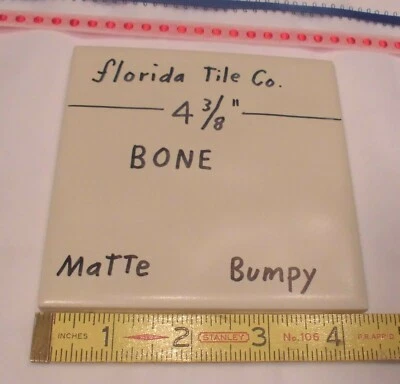 florida Tile Co.
4 3/8"
BONE
Matte Bumpy
INCHES 1 2 STANLEY 3 No. 106 4